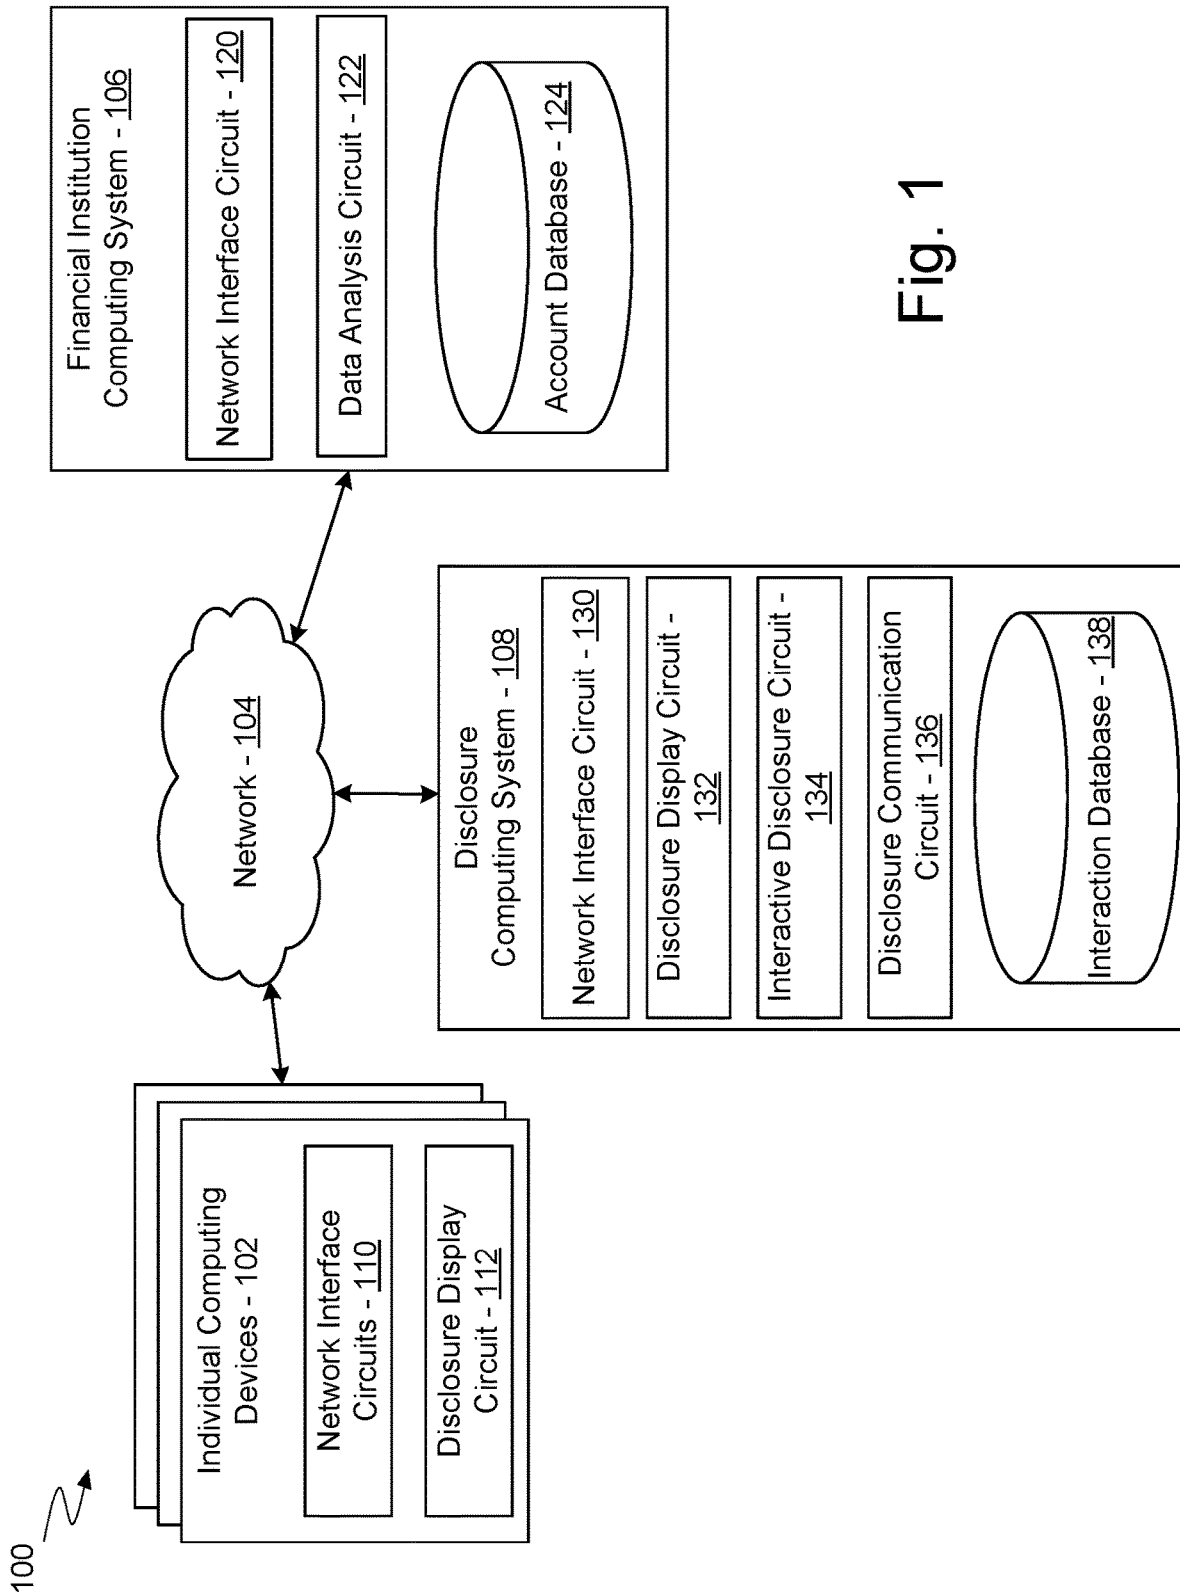 100
Individual Computing
Devices - 102
Network Interface
Circuits - 110
Disclosure Display
Circuit - 112
Network - 104
Disclosure
Computing System - 108
Network Interface Circuit - 130
Disclosure Display Circuit -
132
Interactive Disclosure Circuit -
134
Disclosure Communication
Circuit - 136
Interaction Database - 138
Financial Institution
Computing System - 106
Network Interface Circuit - 120
Data Analysis Circuit - 122
Account Database - 124
Fig. 1